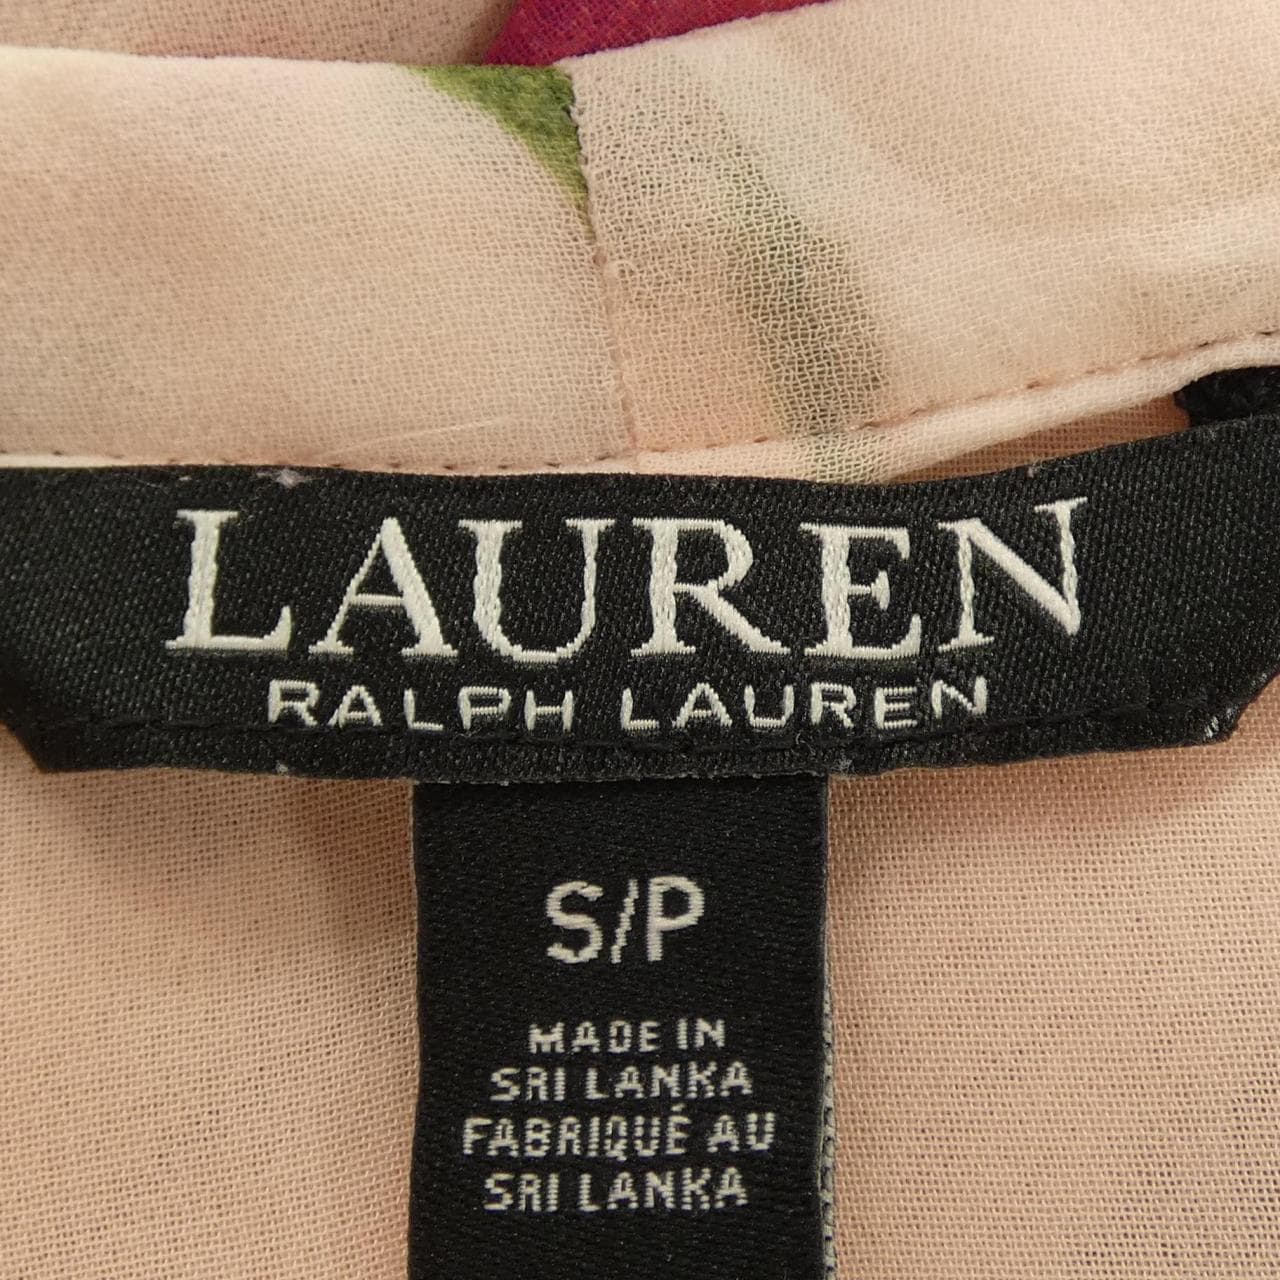 LAUREN
RALPH LAUREN
S/P
MADE IN
SRI LANKA
FABRIQUÉ AU
SRI LANKA